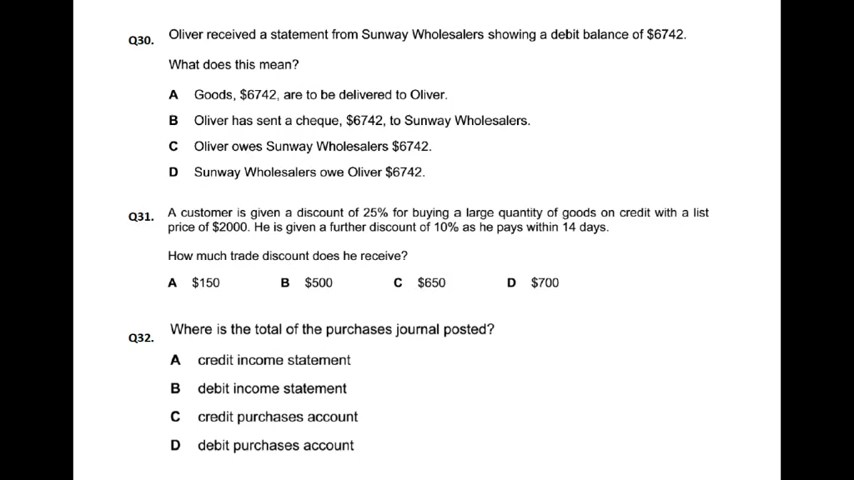 Q30. Oliver received a statement from Sunway Wholesalers showing a debit balance of $6742.
What does this mean?
A Goods, $6742, are to be delivered to Oliver.
B Oliver has sent a cheque, $6742, to Sunway Wholesalers.
C Oliver owes Sunway Wholesalers $6742.
D Sunway Wholesalers owe Oliver $6742.
Q31. A customer is given a discount of 25% for buying a large quantity of goods on credit with a list
price of $2000. He is given a further discount of 10% as he pays within 14 days.
How much trade discount does he receive?
A $150 B $500 C $650 D $700
Q32. Where is the total of the purchases journal posted?
A credit income statement
B debit income statement
C credit purchases account
D debit purchases account